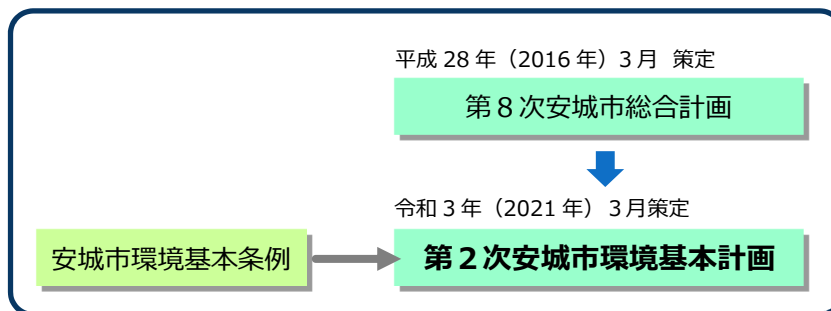 平成 28 年（2016 年）3 月 策定
第８次安城市総合計画
令和 3 年（2021 年）3 月策定
安城市環境基本条例
第２次安城市環境基本計画